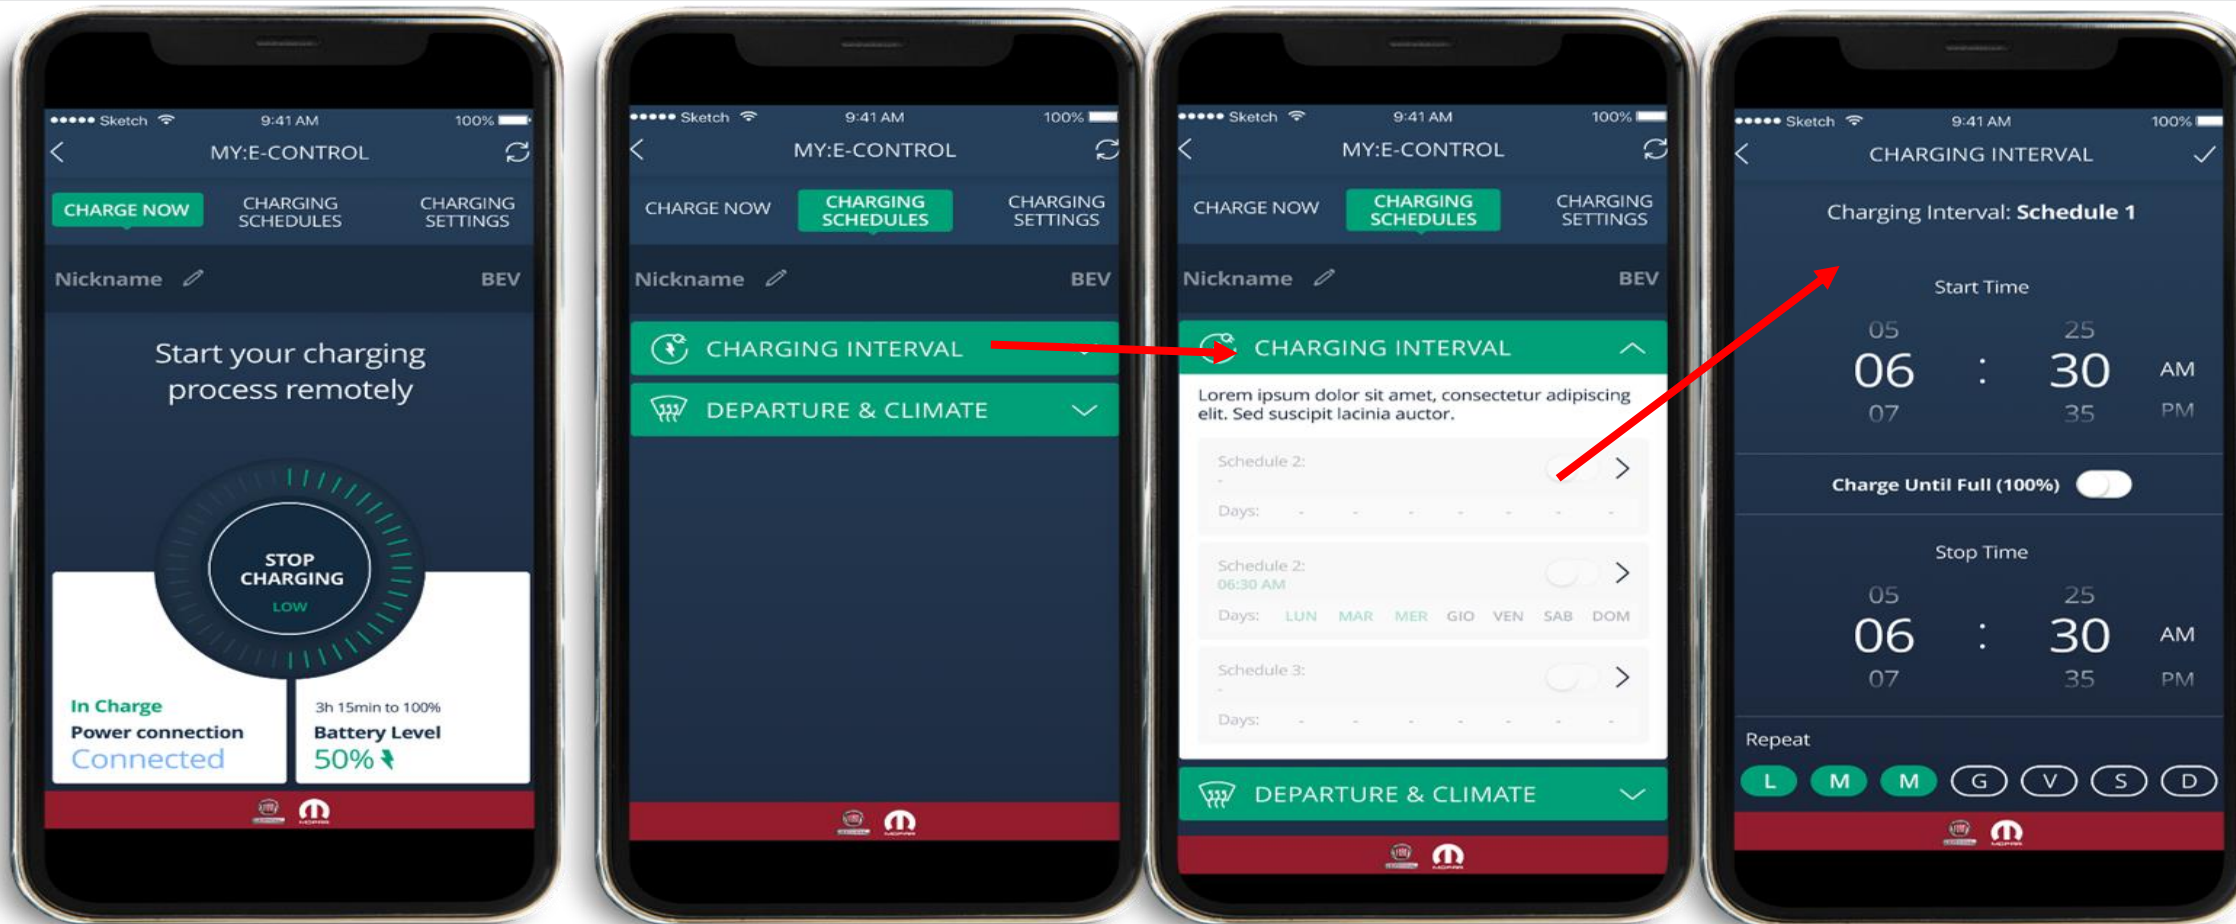 Sketch
9:41 AM
100%
MY:E-CONTROL
CHARGE NOW
CHARGING
SCHEDULES
CHARGING
SETTINGS
Nickname
BEV
Start your charging
process remotely
STOP
CHARGING
LOW
In Charge
Power connection
Connected
3h 15min to 100%
Battery Level
50%
MOPAR
Sketch
9:41 AM
100%
MY:E-CONTROL
CHARGE NOW
CHARGING
SCHEDULES
CHARGING
SETTINGS
Nickname
BEV
CHARGING INTERVAL
DEPARTURE & CLIMATE
MOPAR
Sketch
9:41 AM
100%
MY:E-CONTROL
CHARGE NOW
CHARGING
SCHEDULES
CHARGING
SETTINGS
Nickname
BEV
CHARGING INTERVAL
Lorem ipsum dolor sit amet, consectetur adipiscing
elit. Sed suscipit lacinia auctor.
Schedule 2:
-
Days: - - - - - - -
Schedule 2:
06:30 AM
Days: LUN MAR MER GIO VEN SAB DOM
Schedule 3:
-
Days: - - - - - - -
DEPARTURE & CLIMATE
MOPAR
Sketch
9:41 AM
100%
CHARGING INTERVAL
Charging Interval: Schedule 1
Start Time
05 25
06 : 30 AM
07 35 PM
Charge Until Full (100%)
Stop Time
05 25
06 : 30 AM
07 35 PM
Repeat
L M M G V S D
MOPAR